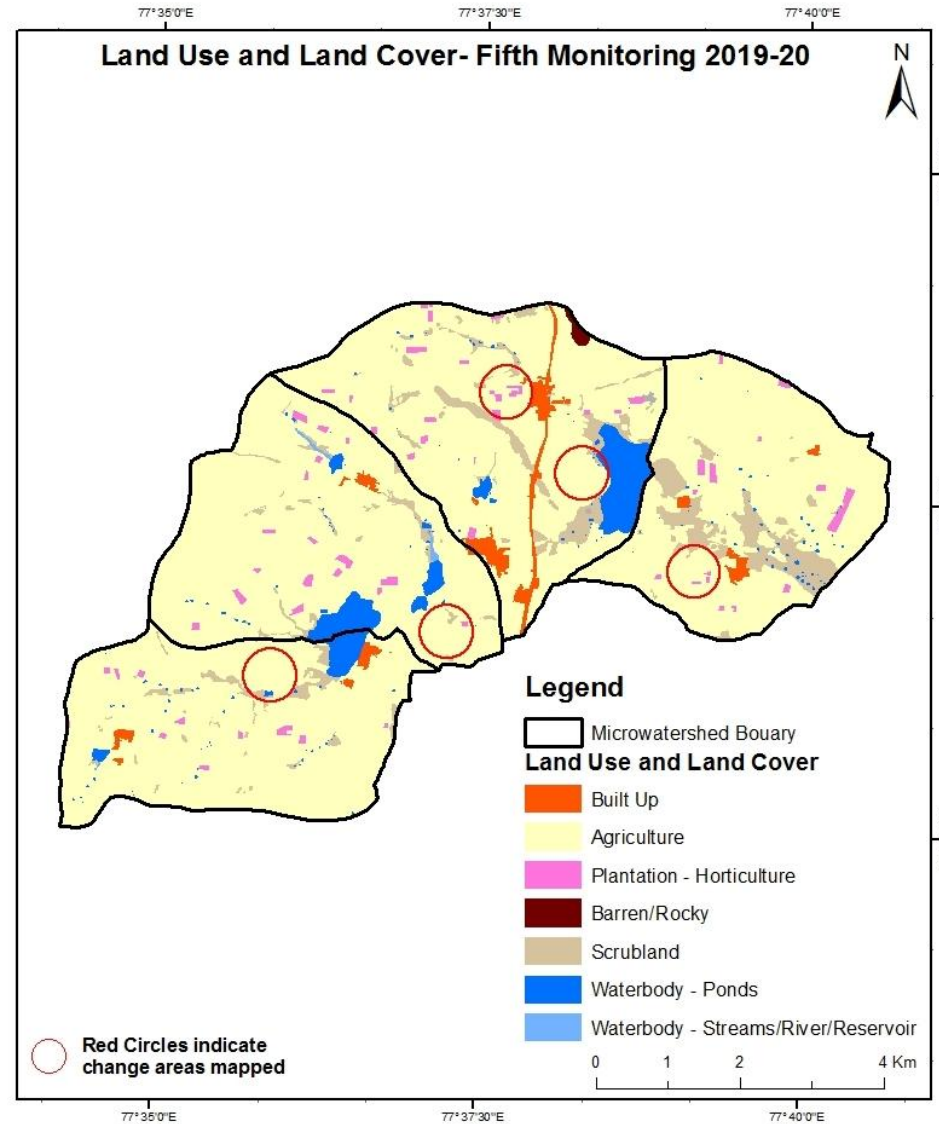 77°35'0"E 77°37'30"E 77°40'0"E
Land Use and Land Cover- Fifth Monitoring 2019-20
N
Legend
Microwatershed Bouary
Land Use and Land Cover
Built Up
Agriculture
Plantation - Horticulture
Barren/Rocky
Scrubland
Waterbody - Ponds
Waterbody - Streams/River/Reservoir
Red Circles indicate
change areas mapped
0 1 2 4 Km
77°35'0"E 77°37'30"E 77°40'0"E